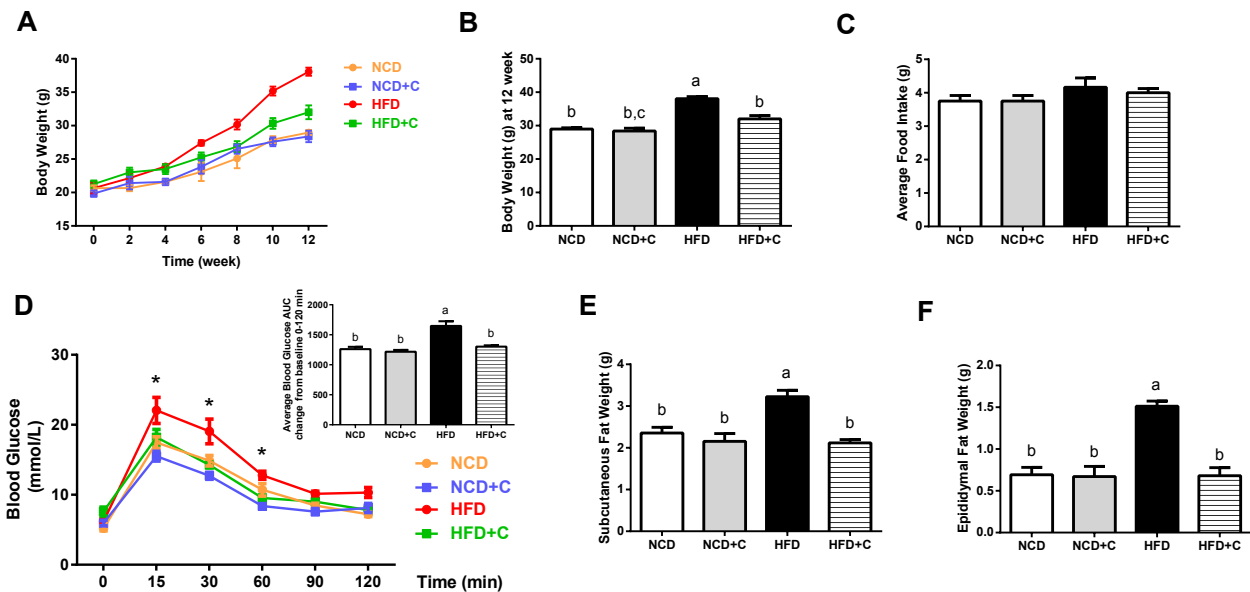 A
Body Weight (g)
40
35
30
25
20
15
0 2 4 6 8 10 12
Time (week)
NCD
NCD+C
HFD
HFD+C
B
Body Weight (g) at 12 week
50
40
30
20
10
0
b
b,c
a
b
NCD NCD+C HFD HFD+C
C
Average Food Intake (g)
5
4
3
2
1
0
NCD NCD+C HFD HFD+C
D
Blood Glucose
(mmol/L)
30
20
10
0
* * *
0 15 30 60 90 120
Time (min)
Average Blood Glucose AUC
change from baseline 0-120 min
2000
1500
1250
1000
500
0
b b a b
NCD NCD+C HFD HFD+C
NCD
NCD+C
HFD
HFD+C
E
Subcutaneous Fat Weight (g)
4
3
2
1
0
b b a b
NCD NCD+C HFD HFD+C
F
Epididymal Fat Weight (g)
2.0
1.5
1.0
0.5
0.0
b b a b
NCD NCD+C HFD HFD+C